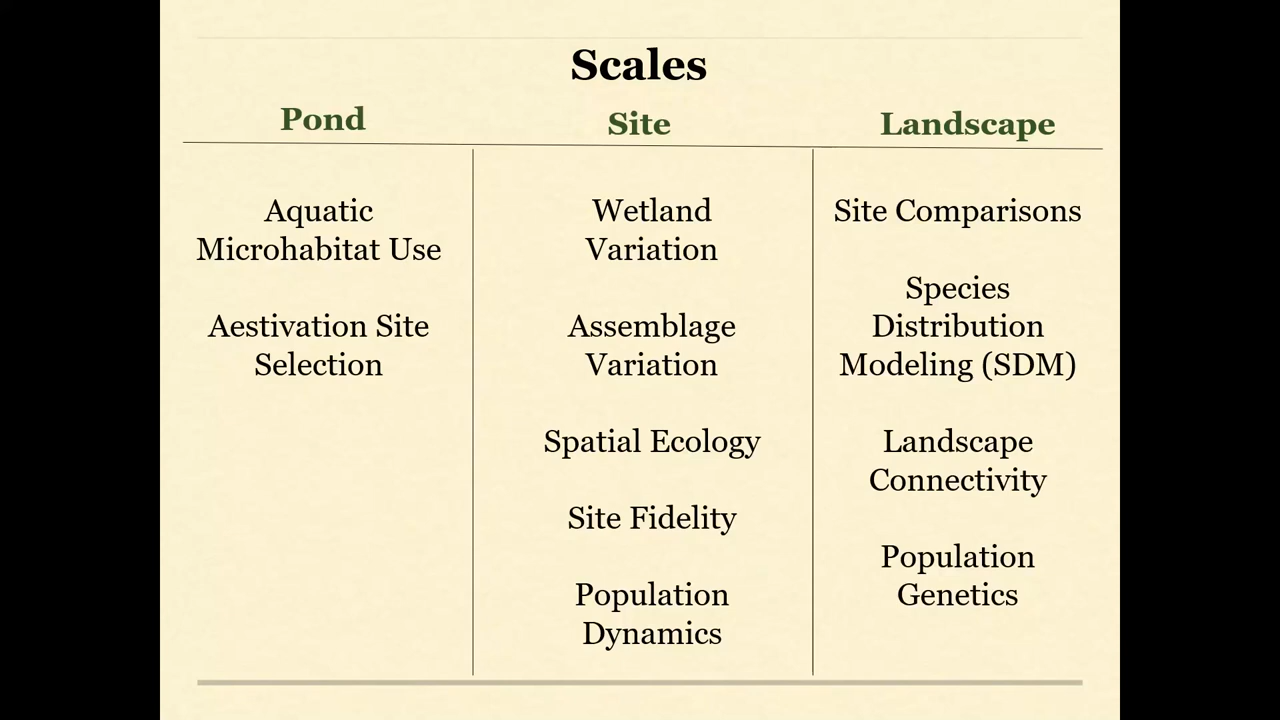 Scales
Pond
Site
Landscape
Aquatic
Microhabitat Use
Aestivation Site
Selection
Wetland
Variation
Assemblage
Variation
Spatial Ecology
Site Fidelity
Population
Dynamics
Site Comparisons
Species
Distribution
Modeling (SDM)
Landscape
Connectivity
Population
Genetics